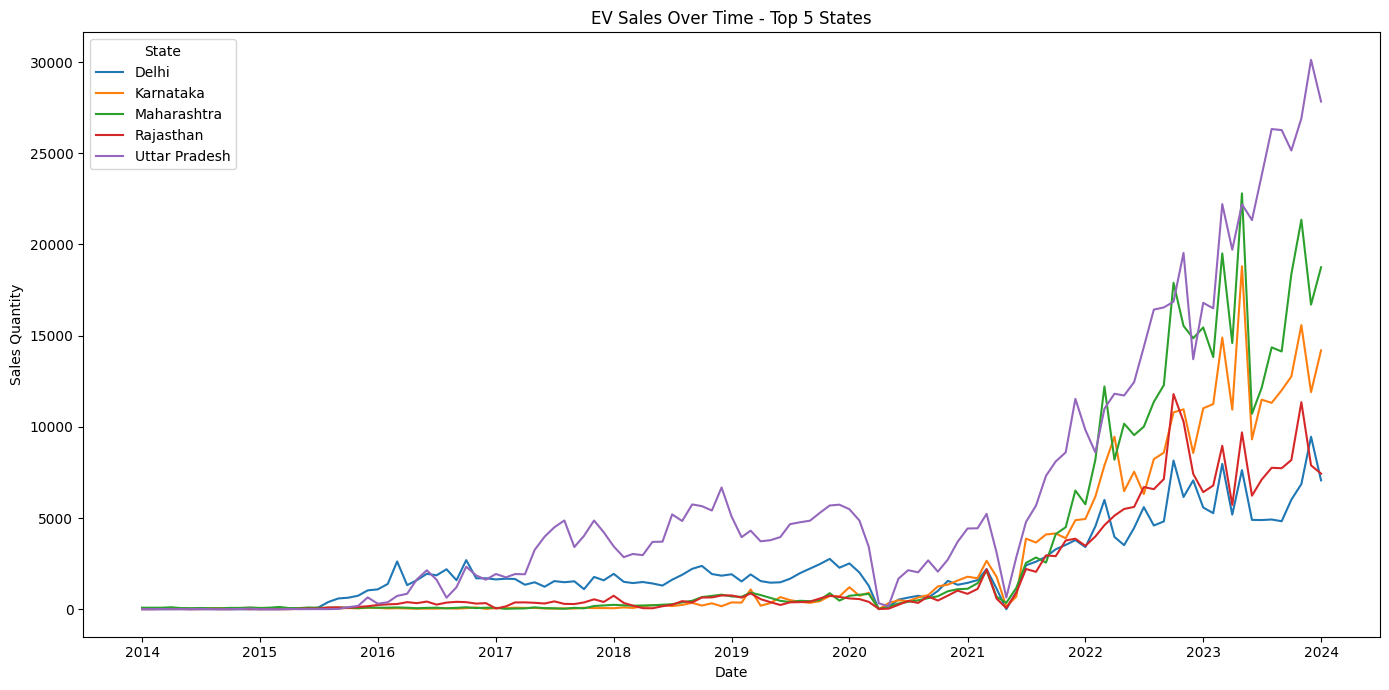 EV Sales Over Time - Top 5 States
State
Delhi
Karnataka
Maharashtra
Rajasthan
Uttar Pradesh
30000
25000
20000
15000
10000
5000
0
Sales Quantity
2014 2015 2016 2017 2018 2019 2020 2021 2022 2023 2024
Date